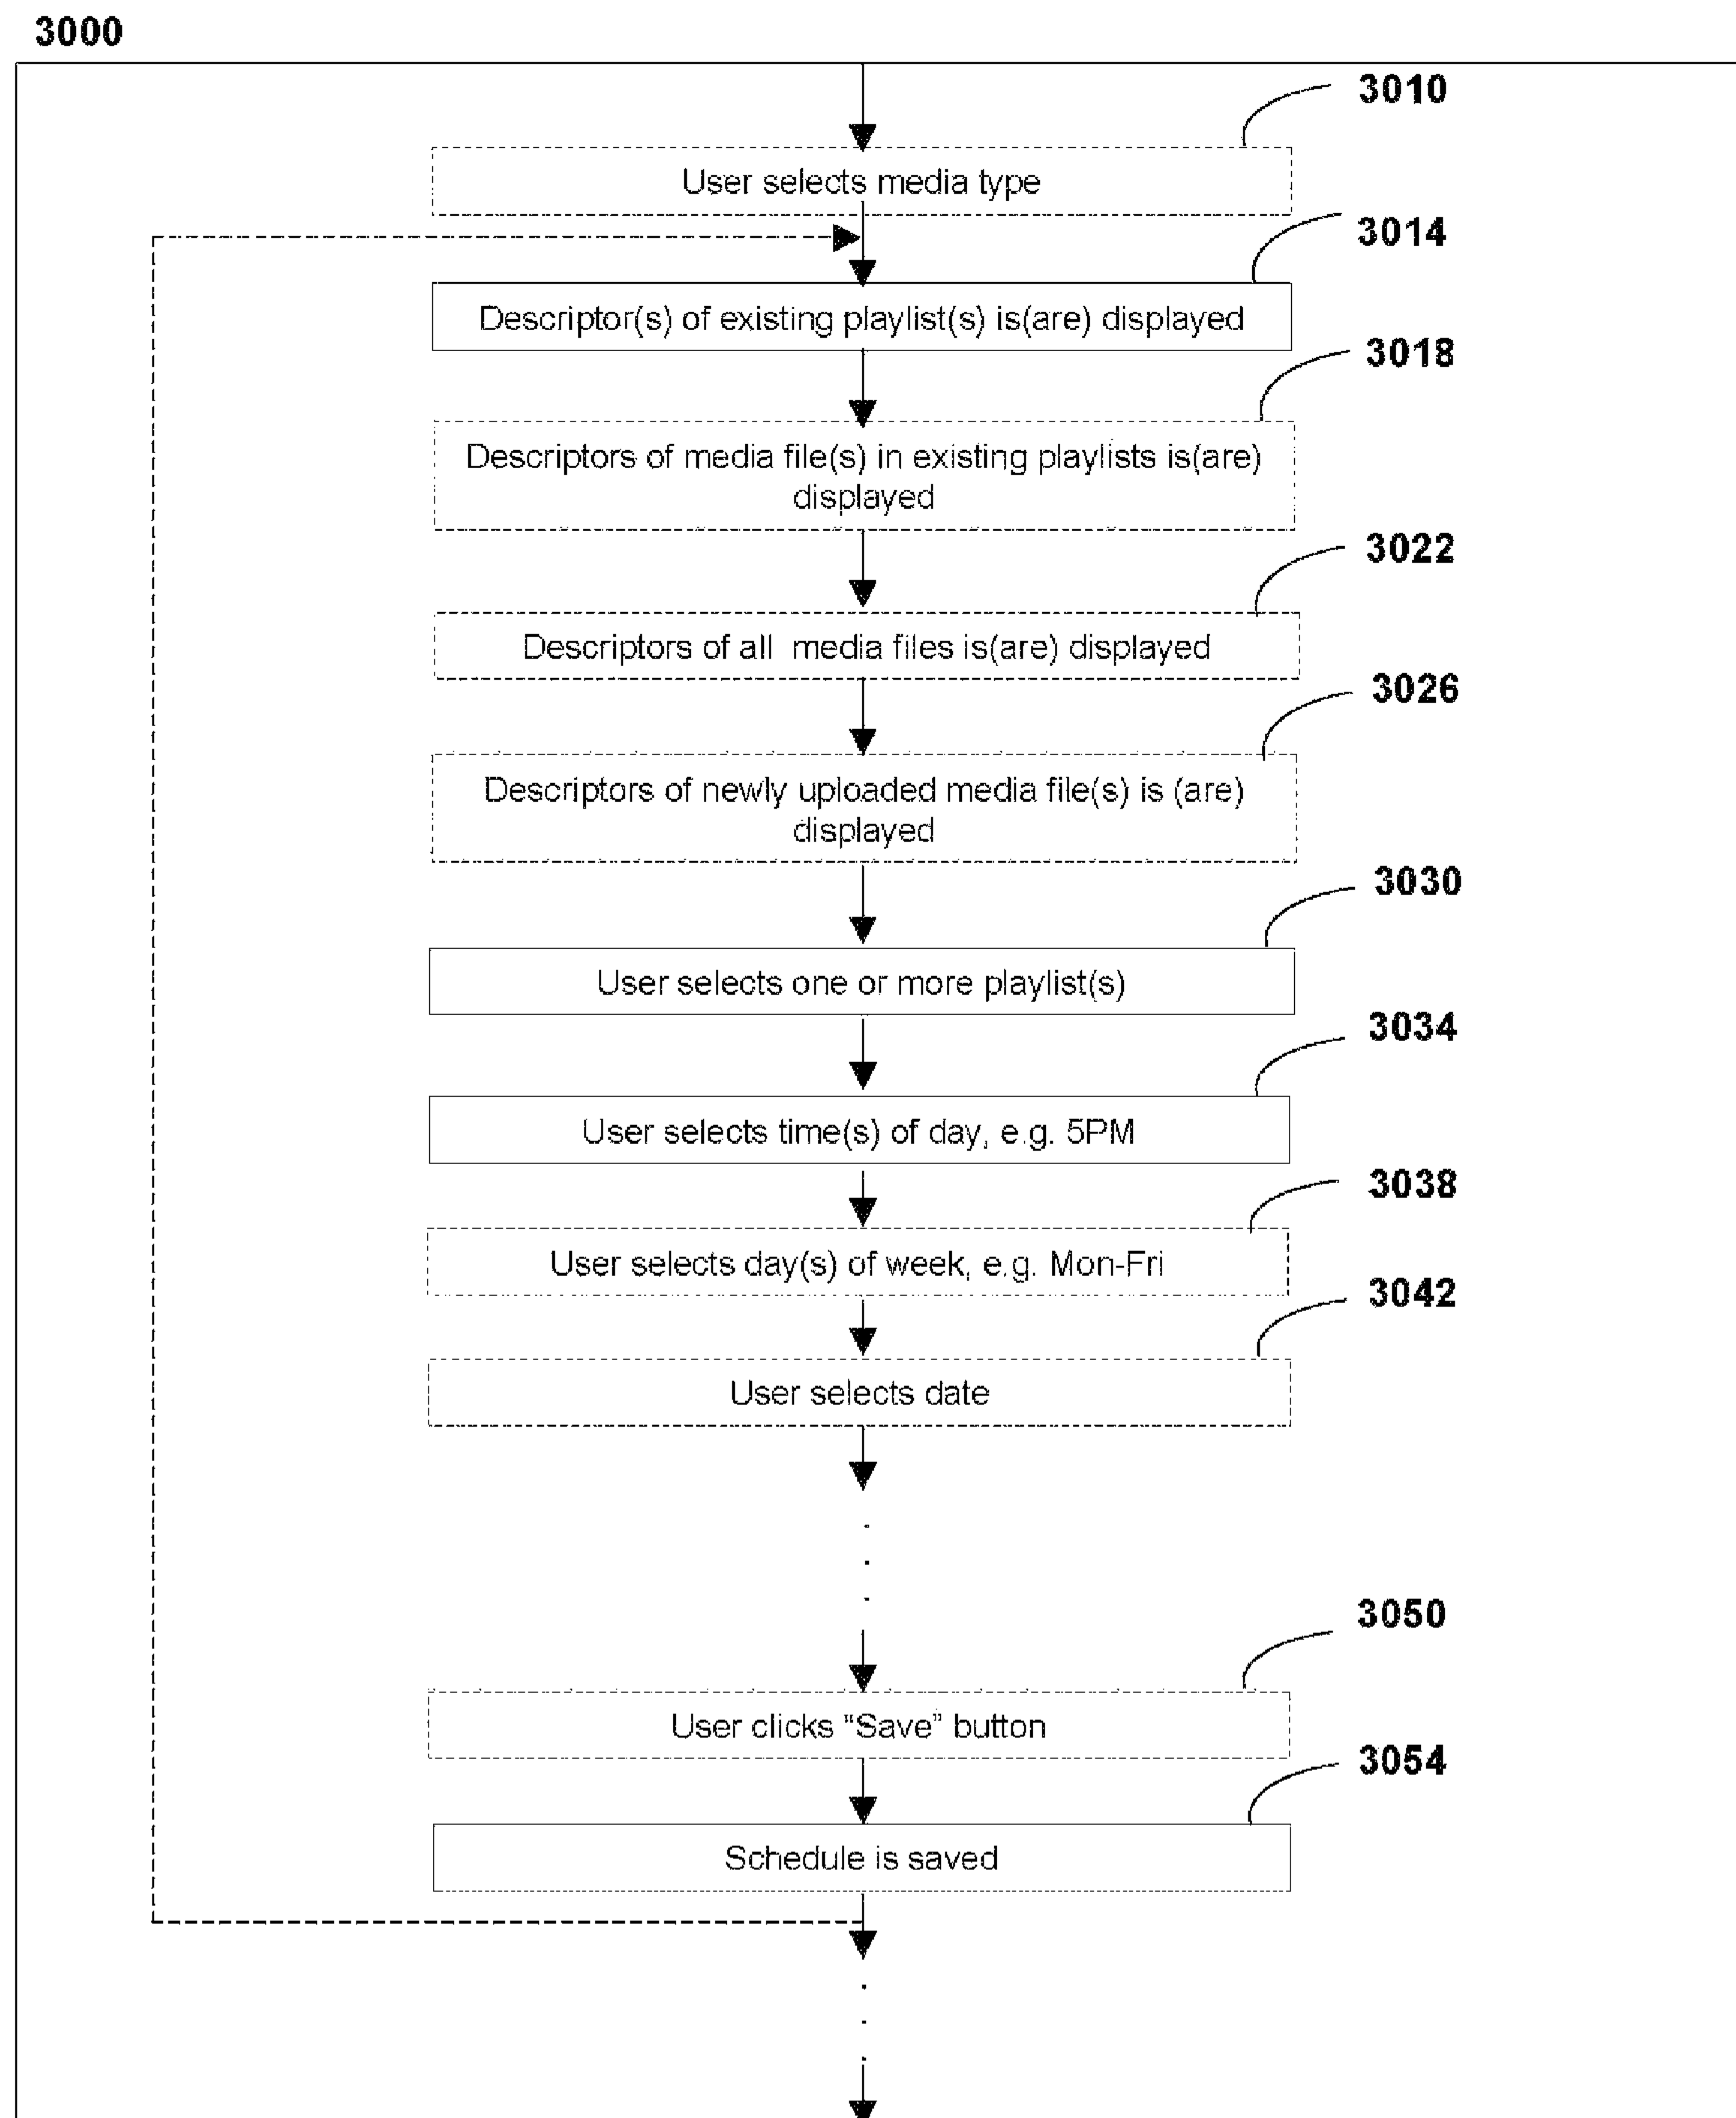 3000
3010
User selects media type
3014
Descriptor(s) of existing playlist(s) is(are) displayed
3018
Descriptors of media file(s) in existing playlists is(are)
displayed
3022
Descriptors of all media files is(are) displayed
3026
Descriptors of newly uploaded media file(s) is (are)
displayed
3030
User selects one or more playlist(s)
3034
User selects time(s) of day, e.g. 5PM
3038
User selects day(s) of week, e.g. Mon-Fri
3042
User selects date
3050
User clicks “Save” button
3054
Schedule is saved